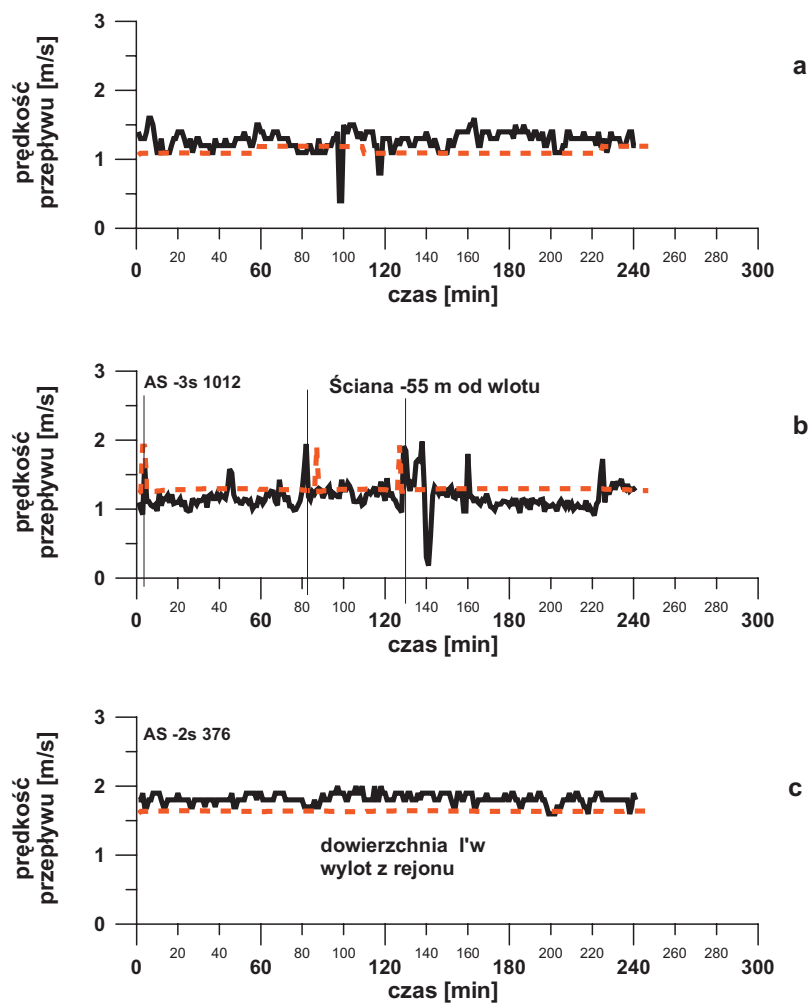 3
a
2
1
0
prędkość
przepływu [m/s]
20 40 80 100 140 160 200 220 260 280
0 60 120 180 240 300
czas [min]
3
AS -3s 1012
Ściana -55 m od wlotu
b
2
1
0
prędkość
przepływu [m/s]
20 40 80 100 140 160 200 220 260 280
0 60 120 180 240 300
czas [min]
3
AS -2s 376
c
2
1
0
prędkość
przepływu [m/s]
dowierzchnia I'w
wylot z rejonu
20 40 80 100 140 160 200 220 260 280
0 60 120 180 240 300
czas [min]